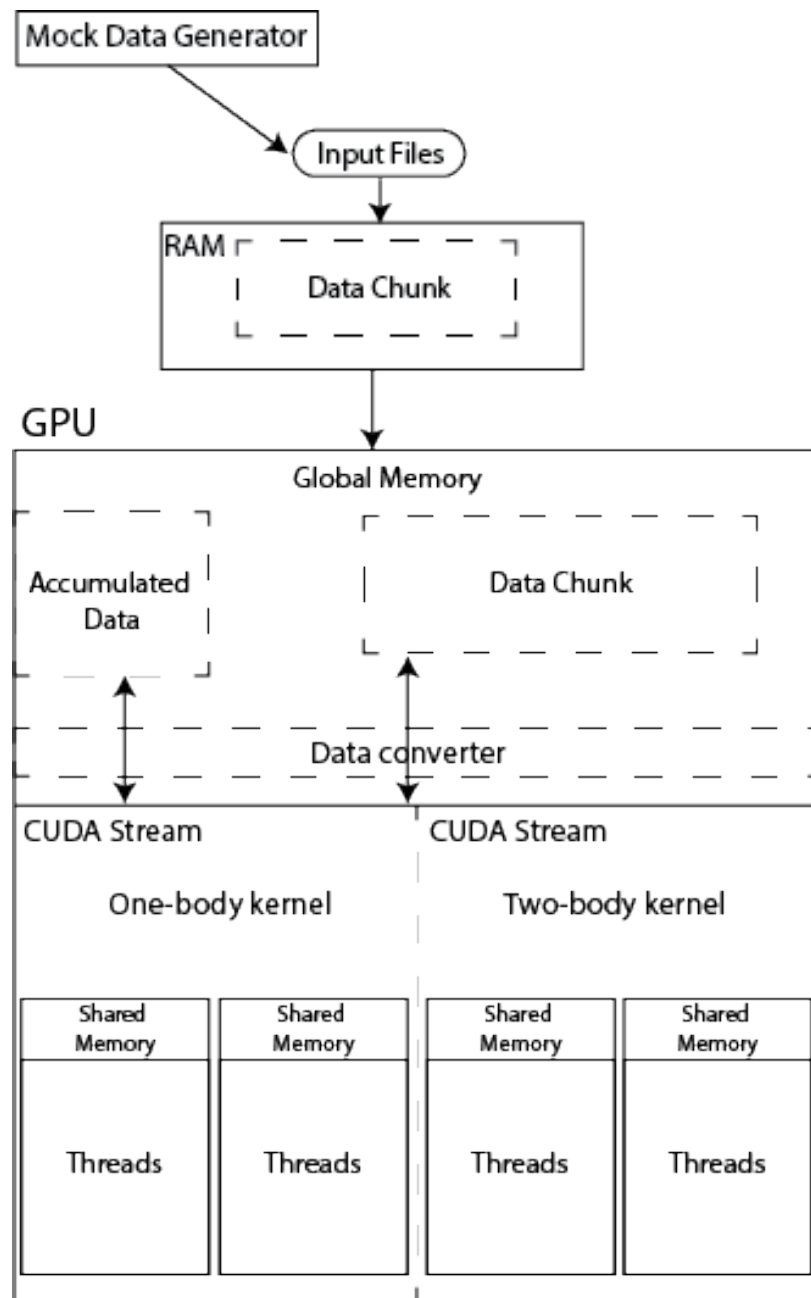 Mock Data Generator
Input Files
RAM
Data Chunk
GPU
Global Memory
Accumulated
Data
Data Chunk
Data converter
CUDA Stream
CUDA Stream
One-body kernel
Two-body kernel
Shared
Memory
Shared
Memory
Shared
Memory
Shared
Memory
Threads
Threads
Threads
Threads